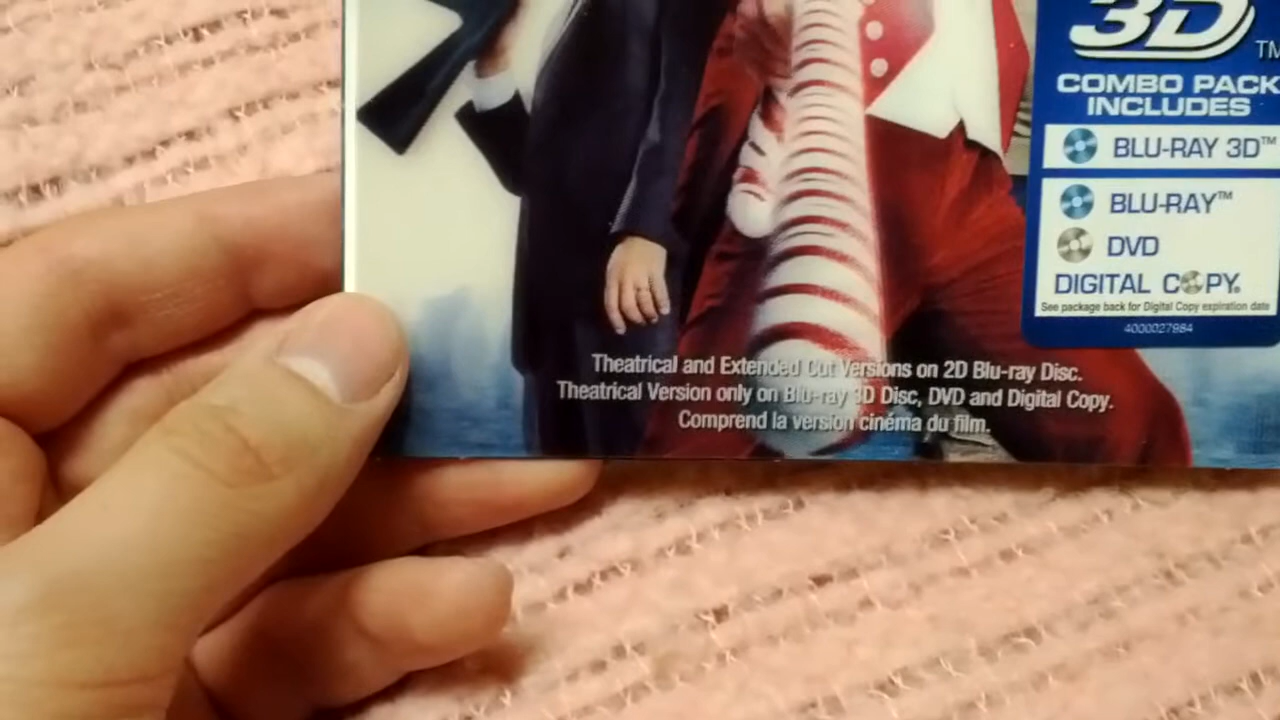 3D TM
COMBO PACK
INCLUDES
BLU-RAY 3D™
BLU-RAY™
DVD
DIGITAL COPY.
See package back for Digital Copy expiration date
4000027984
Theatrical and Extended Cut Versions on 2D Blu-ray Disc.
Theatrical Version only on Blu-ray 3D Disc, DVD and Digital Copy.
Comprend la version cinéma du film.